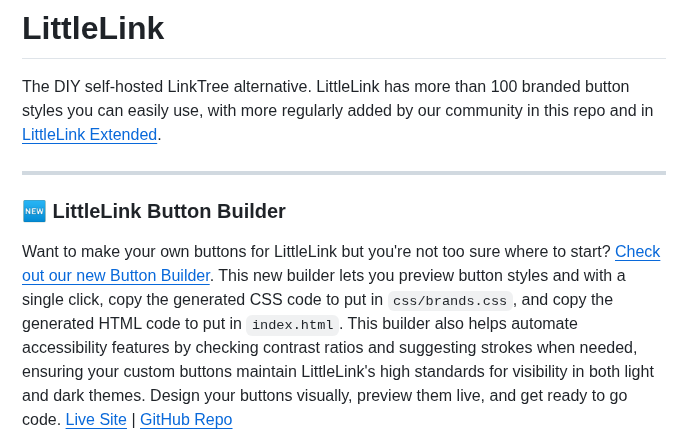 LittleLink
The DIY self-hosted LinkTree alternative. LittleLink has more than 100 branded button
styles you can easily use, with more regularly added by our community in this repo and in
LittleLink Extended.
NEW LittleLink Button Builder
Want to make your own buttons for LittleLink but you're not too sure where to start? Check
out our new Button Builder. This new builder lets you preview button styles and with a
single click, copy the generated CSS code to put in css/brands.css, and copy the
generated HTML code to put in index.html. This builder also helps automate
accessibility features by checking contrast ratios and suggesting strokes when needed,
ensuring your custom buttons maintain LittleLink's high standards for visibility in both light
and dark themes. Design your buttons visually, preview them live, and get ready to go
code. Live Site | GitHub Repo